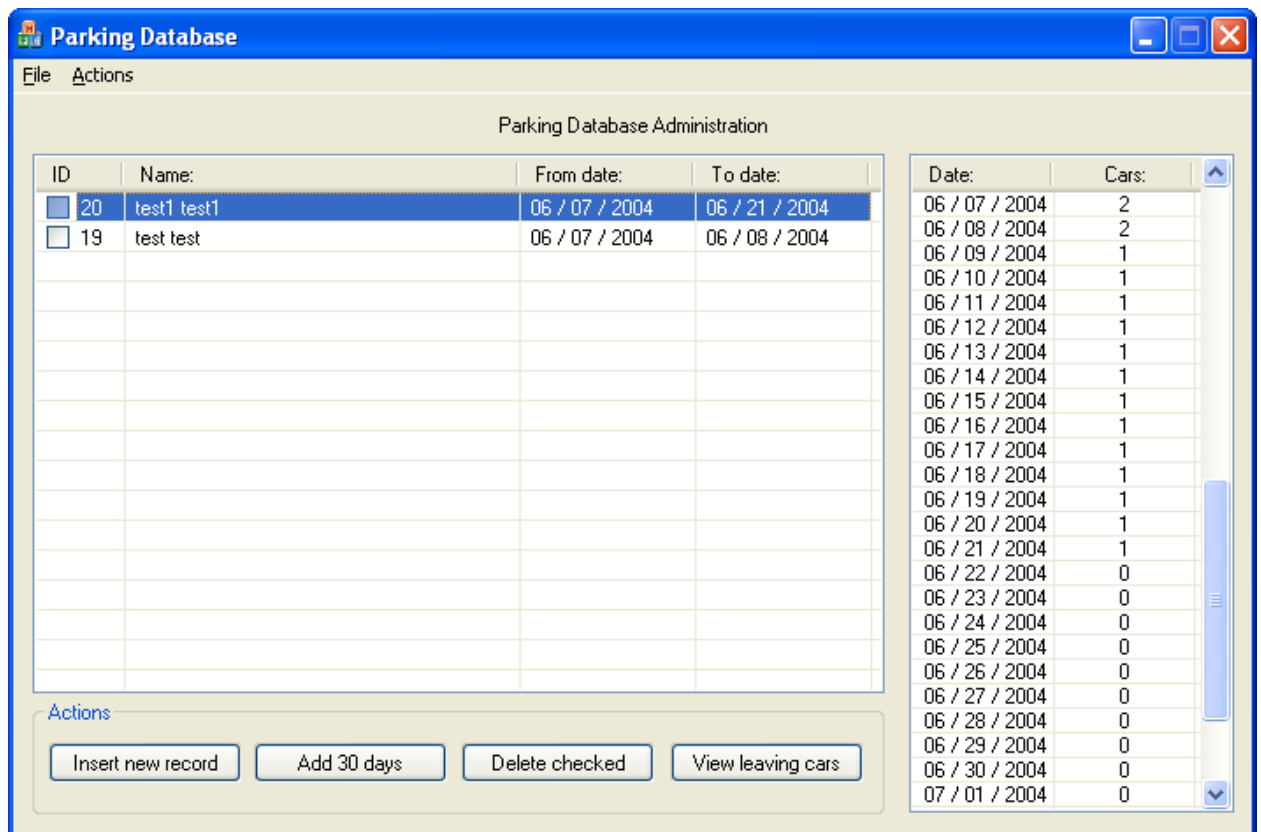 Parking Database
File Actions
Parking Database Administration
ID Name: From date: To date:
20 test1 test1 06 / 07 / 2004 06 / 21 / 2004
19 test test 06 / 07 / 2004 06 / 08 / 2004
Date: Cars:
06 / 07 / 2004 2
06 / 08 / 2004 2
06 / 09 / 2004 1
06 / 10 / 2004 1
06 / 11 / 2004 1
06 / 12 / 2004 1
06 / 13 / 2004 1
06 / 14 / 2004 1
06 / 15 / 2004 1
06 / 16 / 2004 1
06 / 17 / 2004 1
06 / 18 / 2004 1
06 / 19 / 2004 1
06 / 20 / 2004 1
06 / 21 / 2004 1
06 / 22 / 2004 0
06 / 23 / 2004 0
06 / 24 / 2004 0
06 / 25 / 2004 0
06 / 26 / 2004 0
06 / 27 / 2004 0
06 / 28 / 2004 0
06 / 29 / 2004 0
06 / 30 / 2004 0
07 / 01 / 2004 0
Actions
Insert new record Add 30 days Delete checked View leaving cars